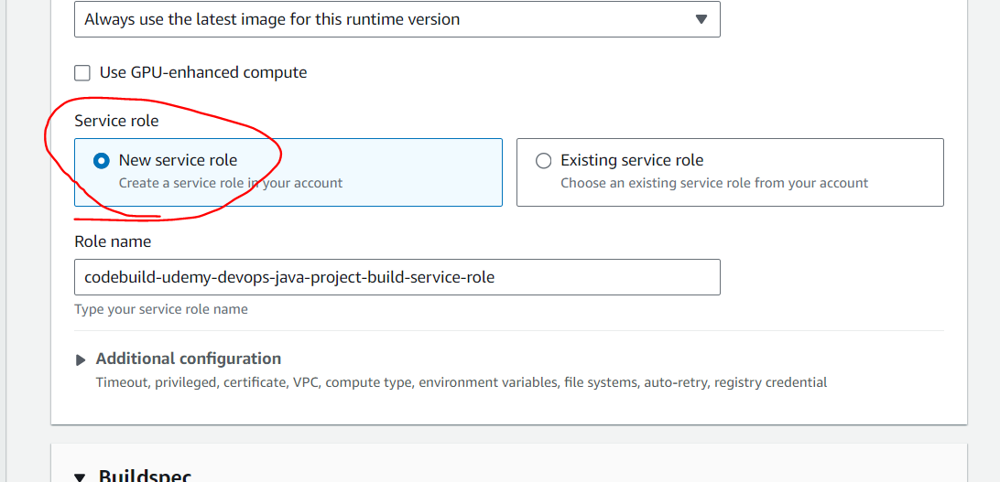 Always use the latest image for this runtime version
Use GPU-enhanced compute
Service role
New service role
Create a service role in your account
Existing service role
Choose an existing service role from your account
Role name
codebuild-udemy-devops-java-project-build-service-role
Type your service role name
Additional configuration
Timeout, privileged, certificate, VPC, compute type, environment variables, file systems, auto-retry, registry credential
Buildspec